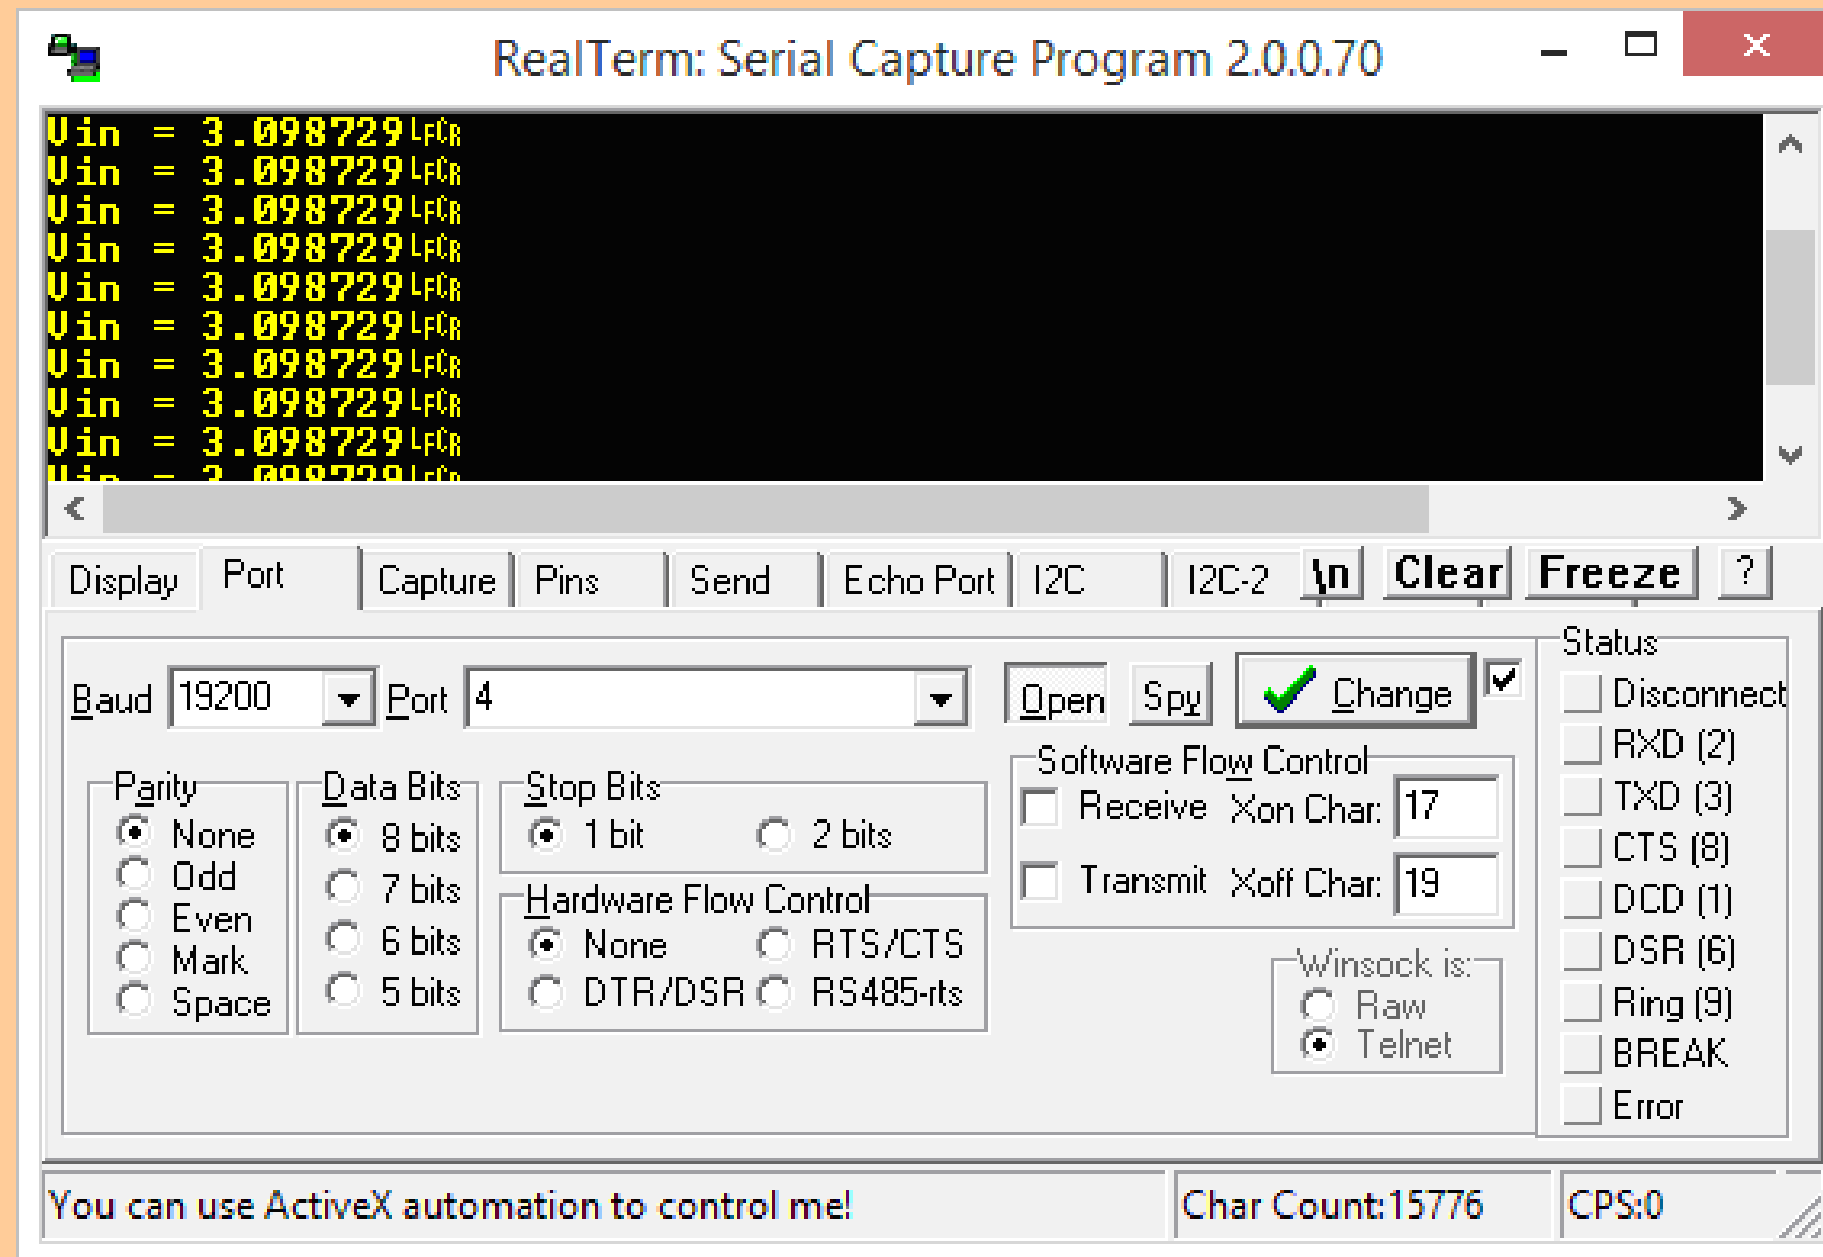 RealTerm: Serial Capture Program 2.0.0.70
Vin = 3.098729LFCR
Vin = 3.098729LFCR
Vin = 3.098729LFCR
Vin = 3.098729LFCR
Vin = 3.098729LFCR
Vin = 3.098729LFCR
Vin = 3.098729LFCR
Vin = 3.098729LFCR
Vin = 3.098729LFCR
Vin = 3.098729LFCR
Display Port Capture Pins Send Echo Port I2C I2C-2 \n Clear Freeze ?
Baud 19200 Port 4 Open Spy Change
Parity
None
Odd
Even
Mark
Space
Data Bits
8 bits
7 bits
6 bits
5 bits
Stop Bits
1 bit 2 bits
Hardware Flow Control
None RTS/CTS
DTR/DSR RS485-rts
Software Flow Control
Receive Xon Char: 17
Transmit Xoff Char: 19
Winsock is:
Raw
Telnet
Status
Disconnect
RXD (2)
TXD (3)
CTS (8)
DCD (1)
DSR (6)
Ring (9)
BREAK
Error
You can use ActiveX automation to control me! Char Count:15776 CPS:0